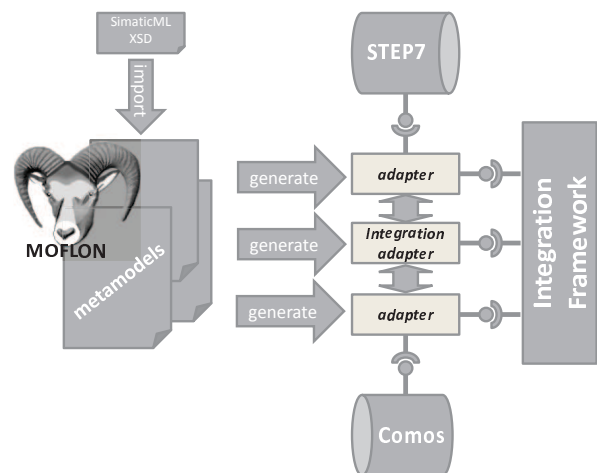 SimaticML
XSD
import
MOFLON
metamodels
generate
generate
generate
STEP7
adapter
Integration
adapter
adapter
Comos
Integration
Framework